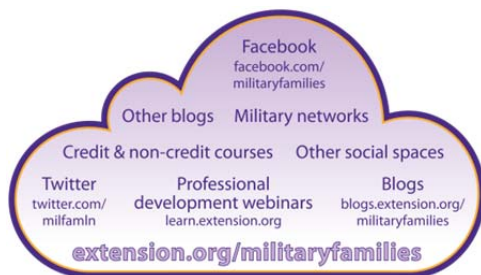 Facebook
facebook.com/
militaryfamilies
Other blogs Military networks
Credit & non-credit courses Other social spaces
Twitter
twitter.com/
milfamln
Professional
development webinars
learn.extension.org
Blogs
blogs.extension.org/
militaryfamilies
extension.org/militaryfamilies